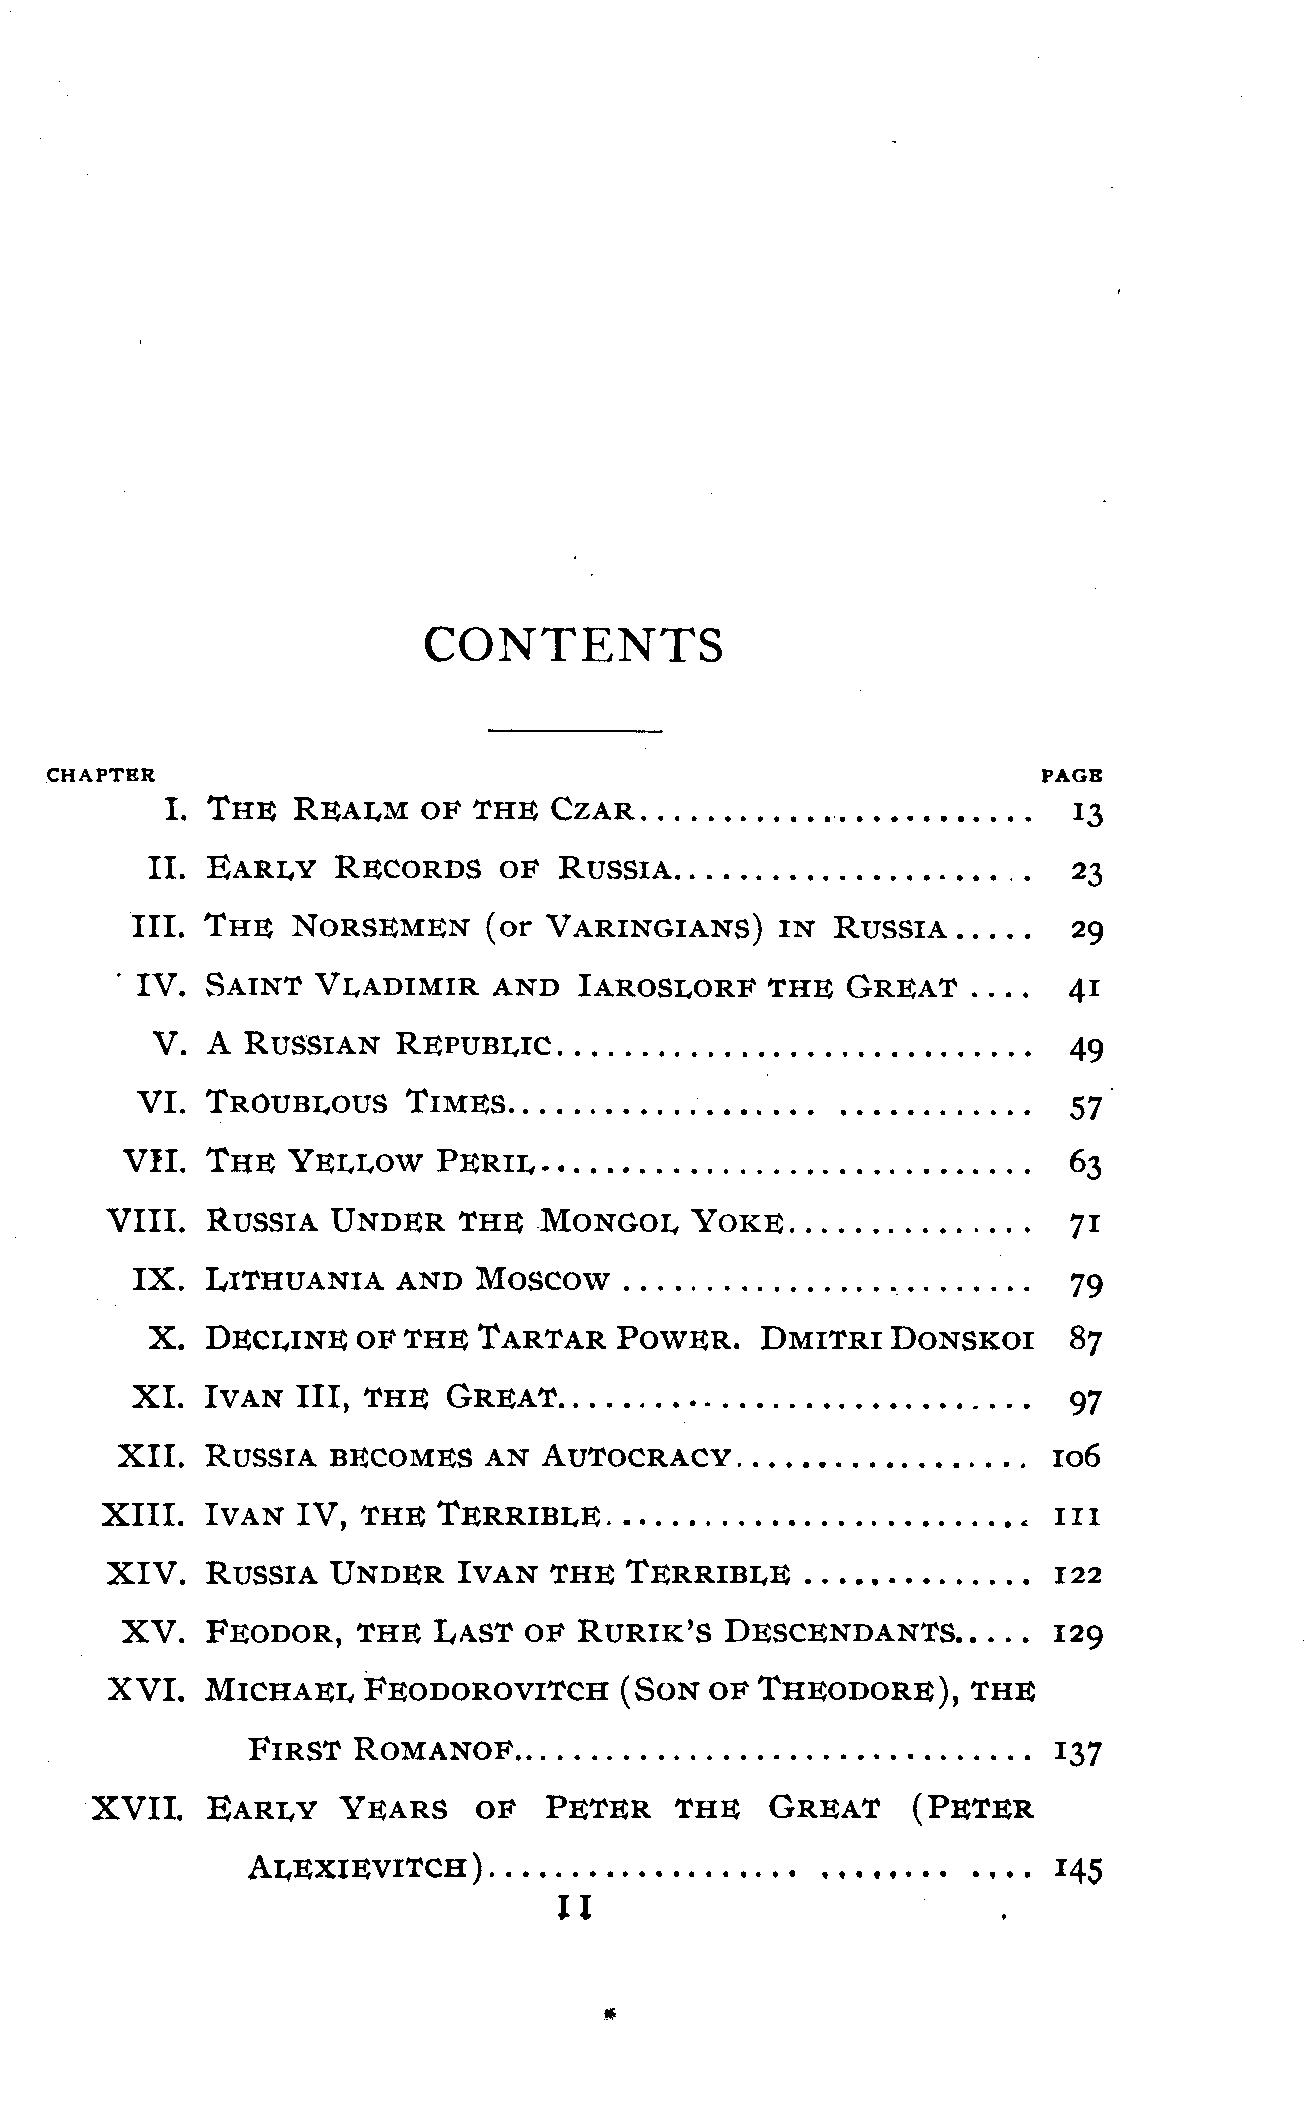 CONTENTS
CHAPTER PAGE
I. THE REALM OF THE CZAR........................ 13
II. EARLY RECORDS OF RUSSIA...................... 23
III. THE NORSEMEN (or VARINGIANS) IN RUSSIA..... 29
IV. SAINT VLADIMIR AND IAROSLORF THE GREAT .... 41
V. A RUSSIAN REPUBLIC............................. 49
VI. TROUBLOUS TIMES................... ............ 57
VII. THE YELLOW PERIL.............................. 63
VIII. RUSSIA UNDER THE MONGOL YOKE............... 71
IX. LITHUANIA AND MOSCOW ......................... 79
X. DECLINE OF THE TARTAR POWER. DMITRI DONSKOI 87
XI. IVAN III, THE GREAT............................. 97
XII. RUSSIA BECOMES AN AUTOCRACY.................. 106
XIII. IVAN IV, THE TERRIBLE.......................... 111
XIV. RUSSIA UNDER IVAN THE TERRIBLE .............. 122
XV. FEODOR, THE LAST OF RURIK'S DESCENDANTS..... 129
XVI. MICHAEL FEODOROVITCH (SON OF THEODORE), THE
FIRST ROMANOF................................ 137
XVII. EARLY YEARS OF PETER THE GREAT (PETER
ALEXIEVITCH)................... ........ .... 145
11